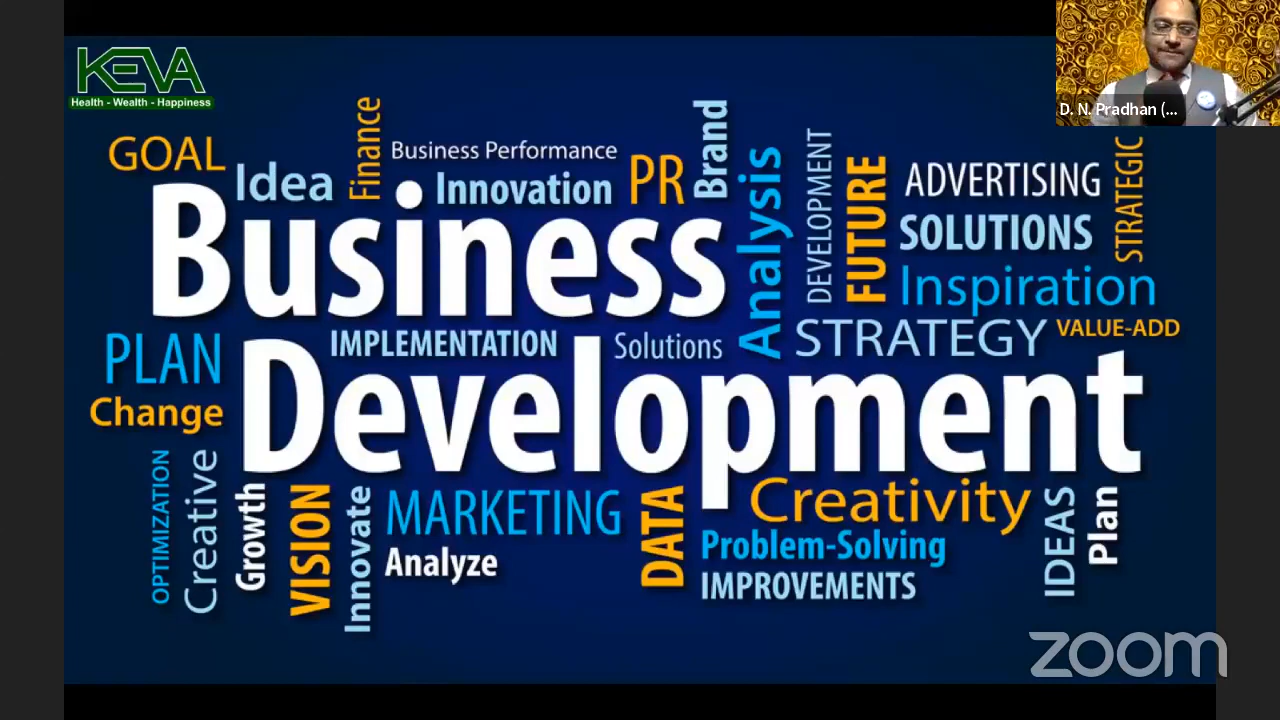 KEVA
Health - Wealth - Happiness
D. N. Pradhan (...
GOAL
Idea
Finance
Business Performance
Innovation
PR
Brand
Analysis
DEVELOPMENT
FUTURE
ADVERTISING
SOLUTIONS
STRATEGIC
Inspiration
Business
STRATEGY
VALUE-ADD
PLAN
IMPLEMENTATION
Solutions
Change
Development
OPTIMIZATION
Creative
Growth
VISION
Innovate
MARKETING
Analyze
DATA
Creativity
Problem-Solving
IMPROVEMENTS
IDEAS
Plan
zoom